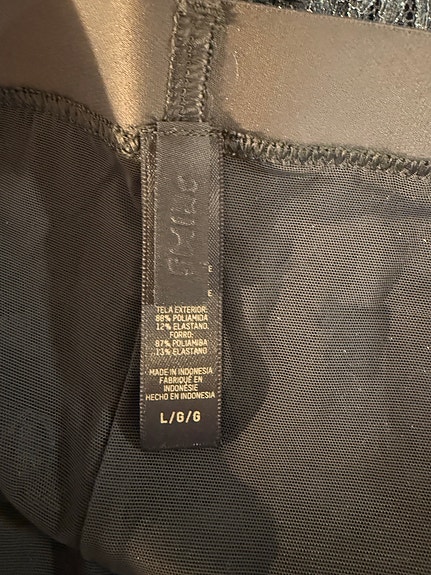 E
E
TELA EXTERIOR:
88% POLIAMIDA
12% ELASTANO,
FORRO:
87% POLIAMIDA
13% ELASTANO
MADE IN INDONESIA
FABRIQUÉ EN
INDONÉSIE
HECHO EN INDONESIA
L/G/G